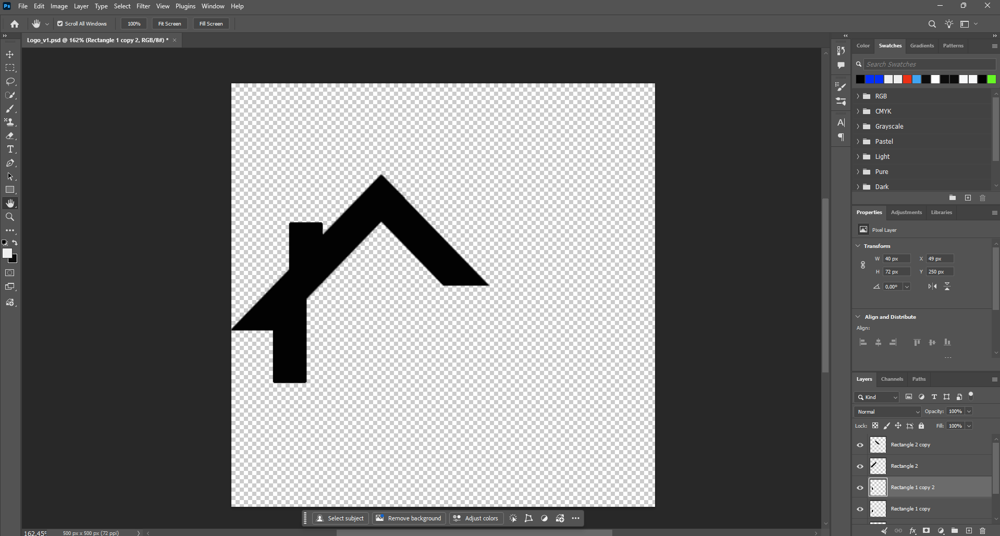 Ps File Edit Image Layer Type Select Filter View Plugins Window Help
Scroll All Windows 100% Fit Screen Fill Screen
Logo_v1.psd @ 162% (Rectangle 1 copy 2, RGB/8#) * ×
Color Swatches Gradients Patterns
Search Swatches
RGB
CMYK
Grayscale
Pastel
Light
Pure
Dark
Properties Adjustments Libraries
Pixel Layer
Transform
W 40 px X 49 px
H 72 px Y 250 px
0,00°
Align and Distribute
Align:
Layers Channels Paths
Kind
Normal Opacity: 100%
Lock: Fill: 100%
Rectangle 2 copy
Rectangle 2
Rectangle 1 copy 2
Rectangle 1 copy
Select subject Remove background Adjust colors
162,45% 500 px x 500 px (72 ppi)